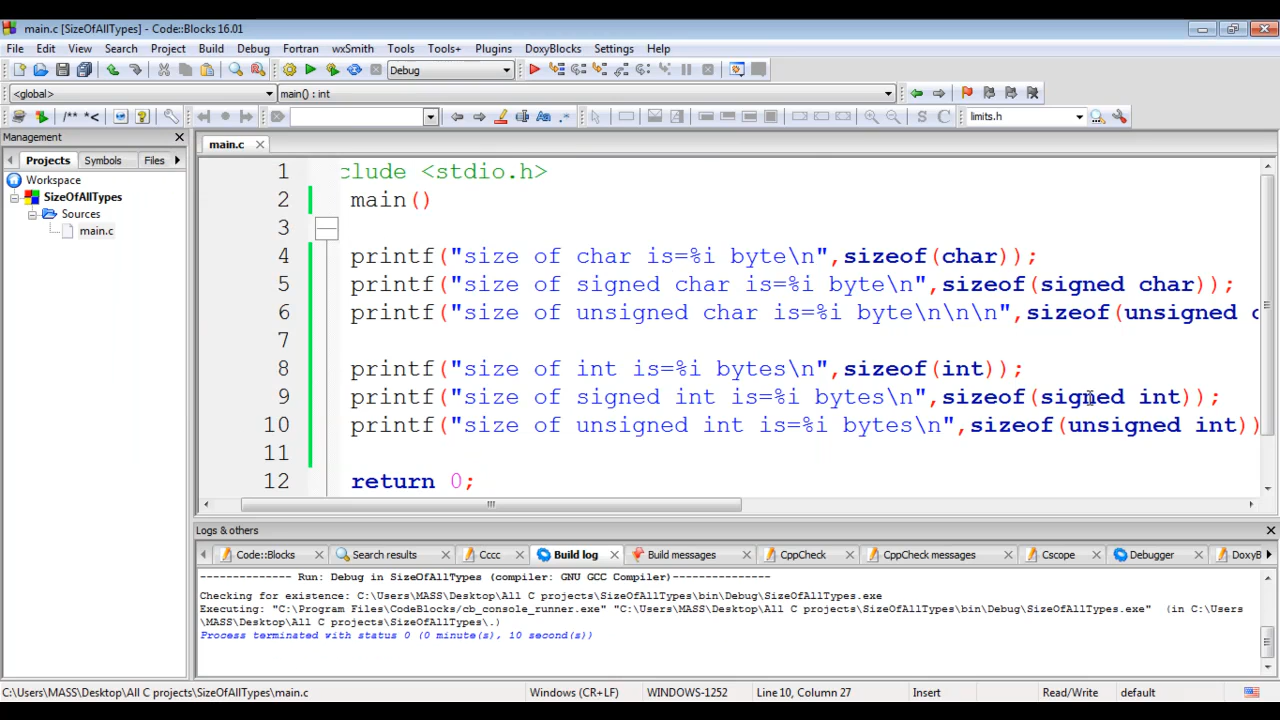 main.c [SizeOfAllTypes] - Code::Blocks 16.01
File Edit View Search Project Build Debug Fortran wxSmith Tools Tools+ Plugins DoxyBlocks Settings Help
Debug
<global> main() : int
/** *< Aa .* S C limits.h
Management
Projects Symbols Files
Workspace
SizeOfAllTypes
Sources
main.c
main.c
1 clude <stdio.h>
2 main()
3
4 printf("size of char is=%i byte\n",sizeof(char));
5 printf("size of signed char is=%i byte\n",sizeof(signed char));
6 printf("size of unsigned char is=%i byte\n\n\n",sizeof(unsigned c
7
8 printf("size of int is=%i bytes\n",sizeof(int));
9 printf("size of signed int is=%i bytes\n",sizeof(signed int));
10 printf("size of unsigned int is=%i bytes\n",sizeof(unsigned int))
11
12 return 0;
Logs & others
Code::Blocks Search results Cccc Build log Build messages CppCheck CppCheck messages Cscope Debugger DoxyB
-------------- Run: Debug in SizeOfAllTypes (compiler: GNU GCC Compiler)---------------
Checking for existence: C:\Users\MASS\Desktop\All C projects\SizeOfAllTypes\bin\Debug\SizeOfAllTypes.exe
Executing: "C:\Program Files\CodeBlocks/cb_console_runner.exe" "C:\Users\MASS\Desktop\All C projects\SizeOfAllTypes\bin\Debug\SizeOfAllTypes.exe" (in C:\Users
\MASS\Desktop\All C projects\SizeOfAllTypes\.)
Process terminated with status 0 (0 minute(s), 10 second(s))
C:\Users\MASS\Desktop\All C projects\SizeOfAllTypes\main.c Windows (CR+LF) WINDOWS-1252 Line 10, Column 27 Insert Read/Write default